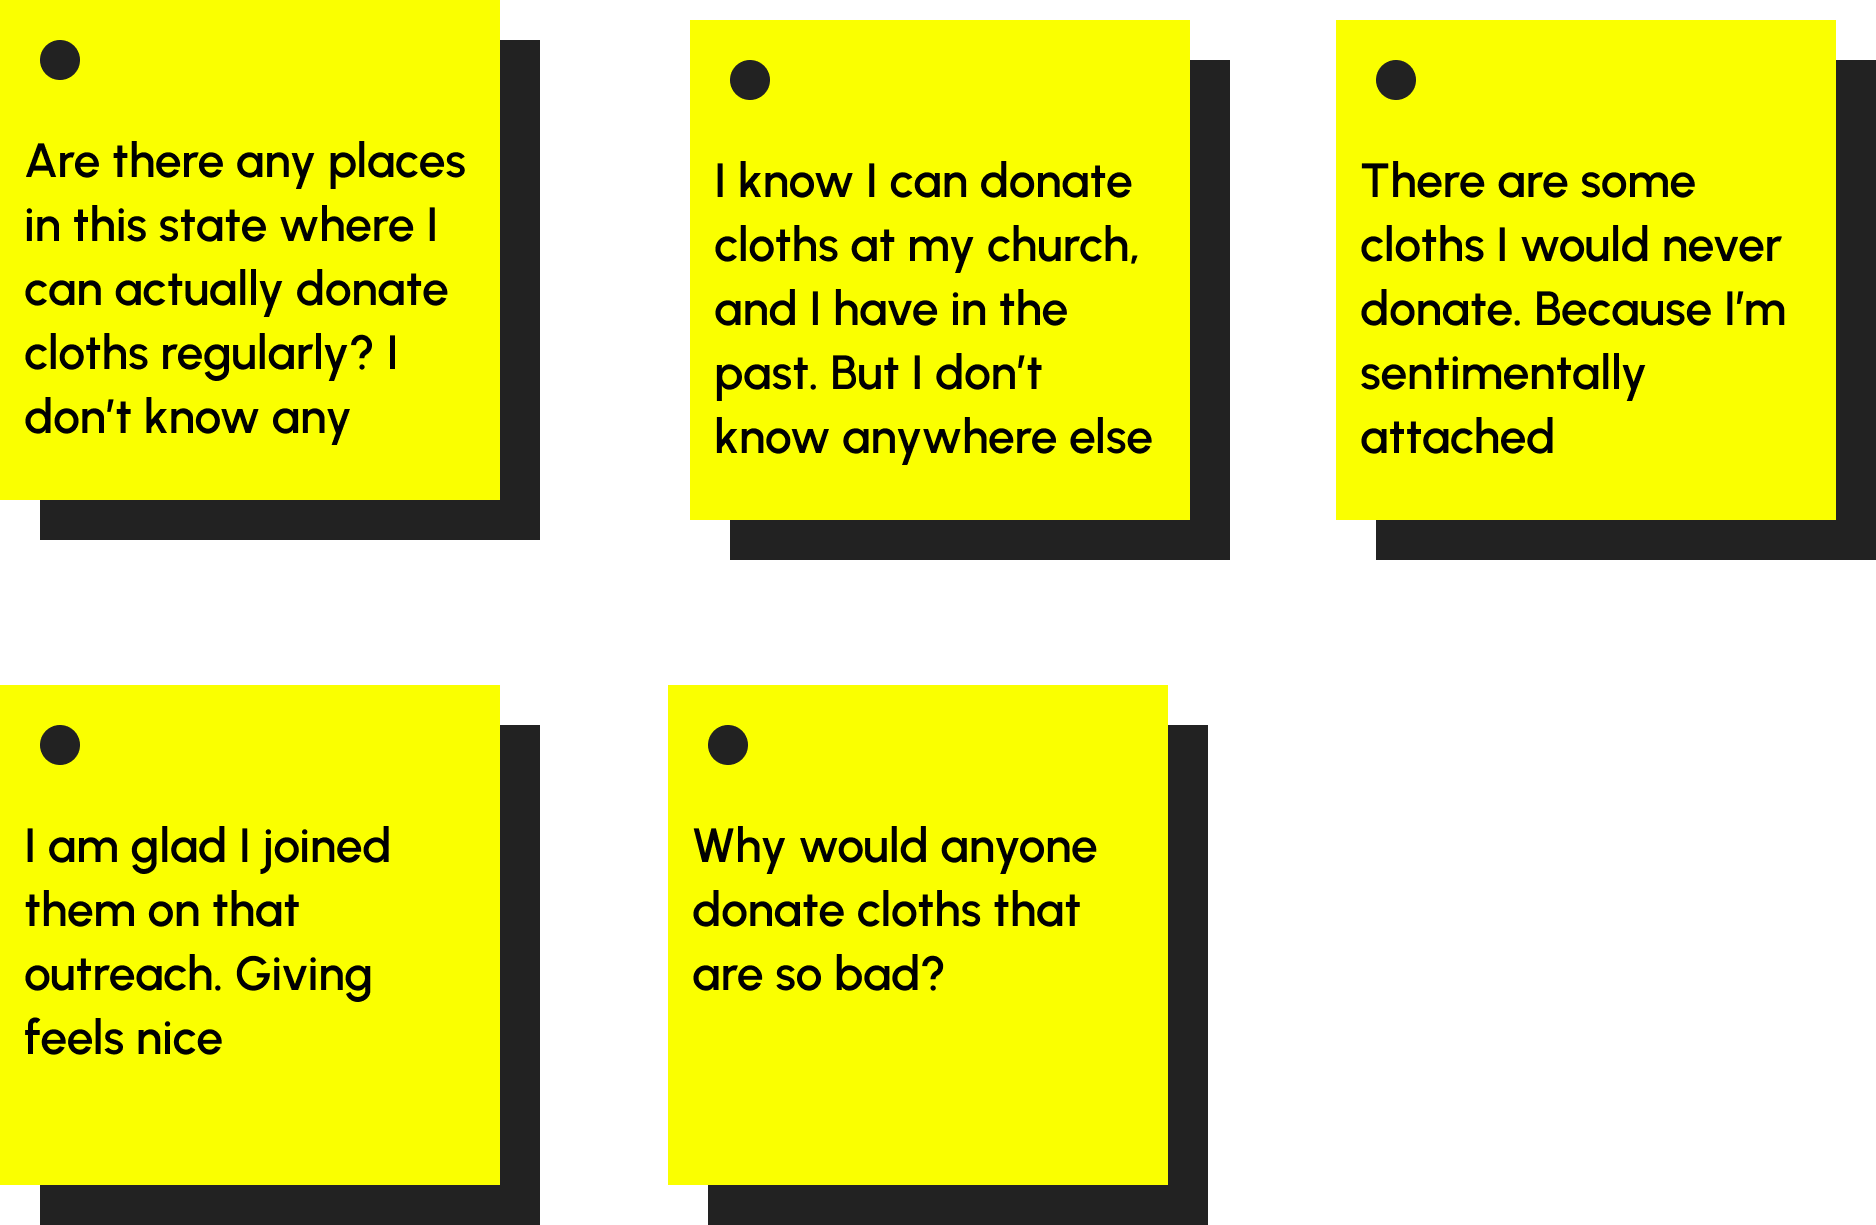 Are there any places
in this state where I
can actually donate
cloths regularly? I
don't know any
I know I can donate
cloths at my church,
and I have in the
past. But I don't
know anywhere else
There are some
cloths I would never
donate. Because I'm
sentimentally
attached
I am glad I joined
them on that
outreach. Giving
feels nice
Why would anyone
donate cloths that
are so bad?